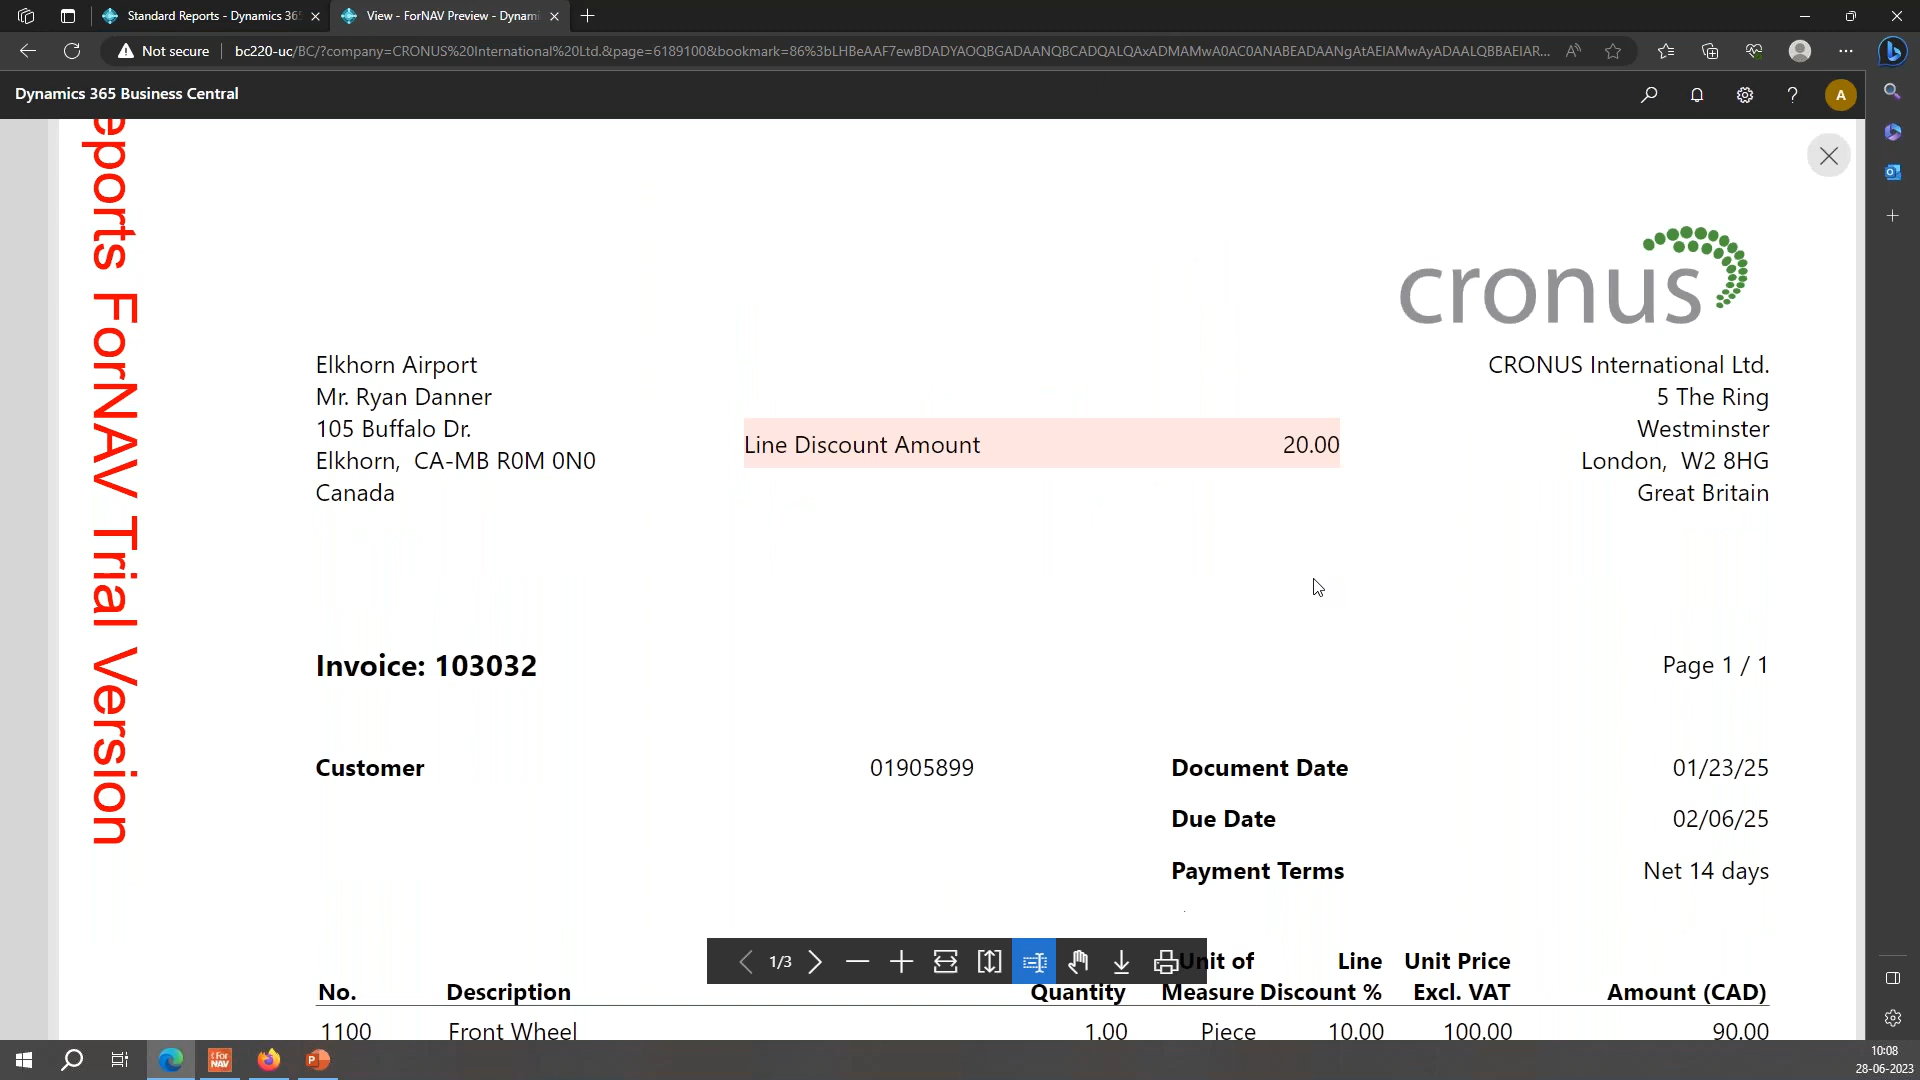 Standard Reports - Dynamics 365
View - ForNAV Preview - Dynami
Not secure
bc220-uc/BC/?company=CRONUS%20International%20Ltd.&page=6189100&bookmark=86%3bLHBeAAF7ewBDADYAOQBGADAANQBCADQALQAxADMAMwA0AC0ANABEADAANgAtAEIAMwAyADAALQBBAEIAR...
Dynamics 365 Business Central
A
eports ForNAV Trial Version
cronus
Elkhorn Airport
Mr. Ryan Danner
105 Buffalo Dr.
Elkhorn, CA-MB R0M 0N0
Canada
Line Discount Amount 20.00
CRONUS International Ltd.
5 The Ring
Westminster
London, W2 8HG
Great Britain
Invoice: 103032
Page 1 / 1
Customer 01905899
Document Date 01/23/25
Due Date 02/06/25
Payment Terms Net 14 days
1/3
Unit of Line Unit Price
No. Description Quantity Measure Discount % Excl. VAT Amount (CAD)
1100 Front Wheel 1.00 Piece 10.00 100.00 90.00
10:08
28-06-2023